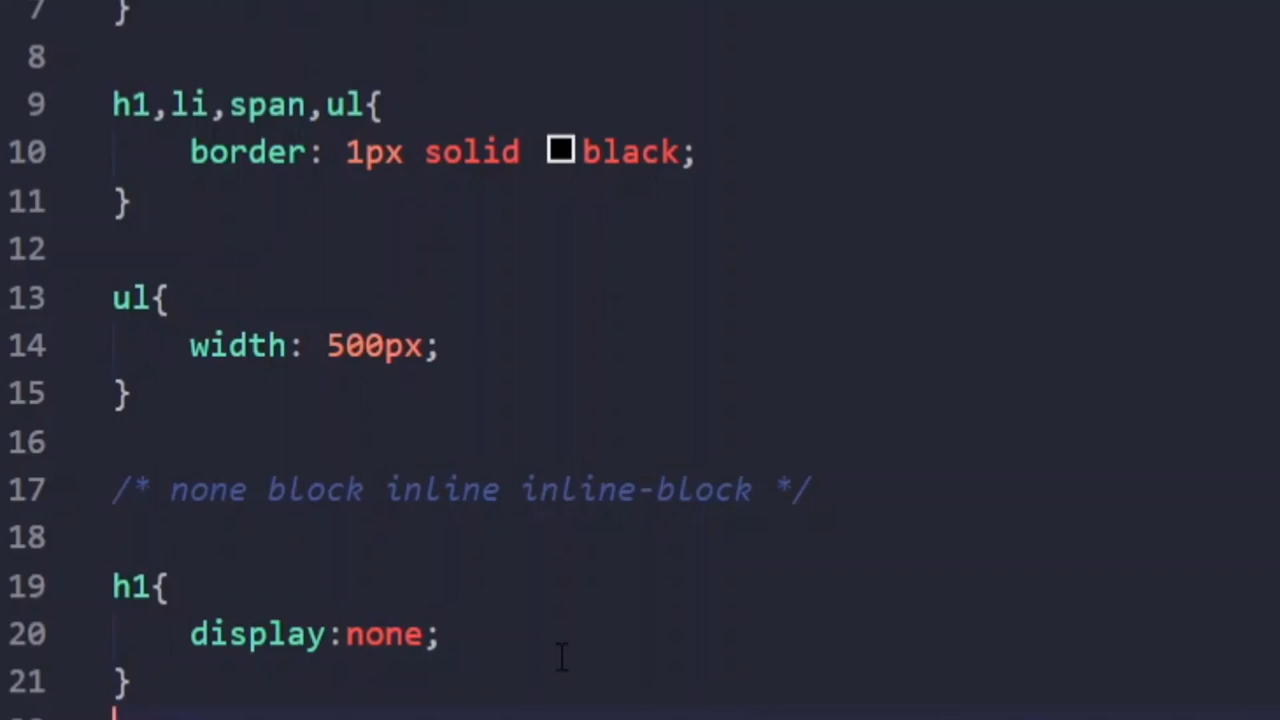 7 }
8
9 h1,li,span,ul{
10 border: 1px solid black;
11 }
12
13 ul{
14 width: 500px;
15 }
16
17 /* none block inline inline-block */
18
19 h1{
20 display:none;
21 }